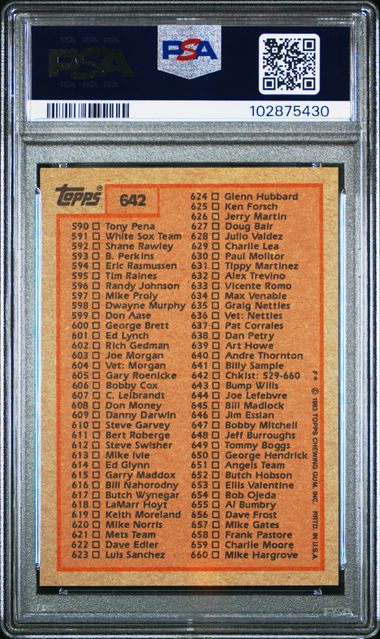 PSA
PSA
102875430
Topps
642
590 Tony Pena
591 White Sox Team
592 Shane Rawley
593 B. Perkins
594 Eric Rasmussen
595 Tim Raines
596 Randy Johnson
597 Mike Proly
598 Dwayne Murphy
599 Don Aase
600 George Brett
601 Ed Lynch
602 Rich Gedman
603 Joe Morgan
604 Vet: Morgan
605 Gary Roenicke
606 Bobby Cox
607 C. Leibrandt
608 Don Money
609 Danny Darwin
610 Steve Garvey
611 Bert Roberge
612 Steve Swisher
613 Mike Ivie
614 Ed Glynn
615 Garry Maddox
616 Bill Nahorodny
617 Butch Wynegar
618 LaMarr Hoyt
619 Keith Moreland
620 Mike Norris
621 Mets Team
622 Dave Edler
623 Luis Sanchez
624 Glenn Hubbard
625 Ken Forsch
626 Jerry Martin
627 Doug Bair
628 Julio Valdez
629 Charlie Lea
630 Paul Molitor
631 Tippy Martinez
632 Alex Trevino
633 Vicente Romo
634 Max Venable
635 Graig Nettles
636 Vet: Nettles
637 Pat Corrales
638 Dan Petry
639 Art Howe
640 Andre Thornton
641 Billy Sample
642 Chklst: 529-660
643 Bump Wills
644 Joe Lefebvre
645 Bill Madlock
646 Jim Essian
647 Bobby Mitchell
648 Jeff Burroughs
649 Tommy Boggs
650 George Hendrick
651 Angels Team
652 Butch Hobson
653 Ellis Valentine
654 Bob Ojeda
655 Al Bumbry
656 Dave Frost
657 Mike Gates
658 Frank Pastore
659 Charlie Moore
660 Mike Hargrove
F* © 1983 TOPPS CHEWING GUM, INC. PRTD. IN U.S.A.
PSA